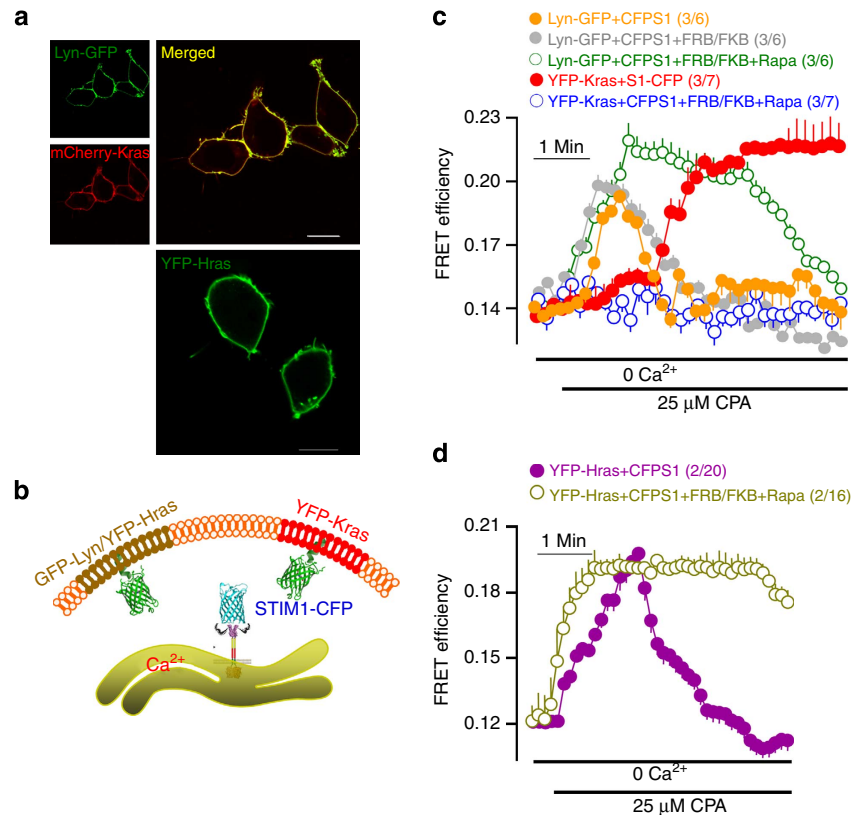 a
Lyn-GFP
Merged
mCherry-Kras
YFP-Hras
b
GFP-Lyn/YFP-Hras
YFP-Kras
STIM1-CFP
Ca2+
c
Lyn-GFP+CFPS1 (3/6)
Lyn-GFP+CFPS1+FRB/FKB (3/6)
Lyn-GFP+CFPS1+FRB/FKB+Rapa (3/6)
YFP-Kras+S1-CFP (3/7)
YFP-Kras+CFPS1+FRB/FKB+Rapa (3/7)
0.23
1 Min
0.20
0.17
0.14
FRET efficiency
0 Ca2+
25 μM CPA
d
YFP-Hras+CFPS1 (2/20)
YFP-Hras+CFPS1+FRB/FKB+Rapa (2/16)
0.21
1 Min
0.18
0.15
0.12
FRET efficiency
0 Ca2+
25 μM CPA